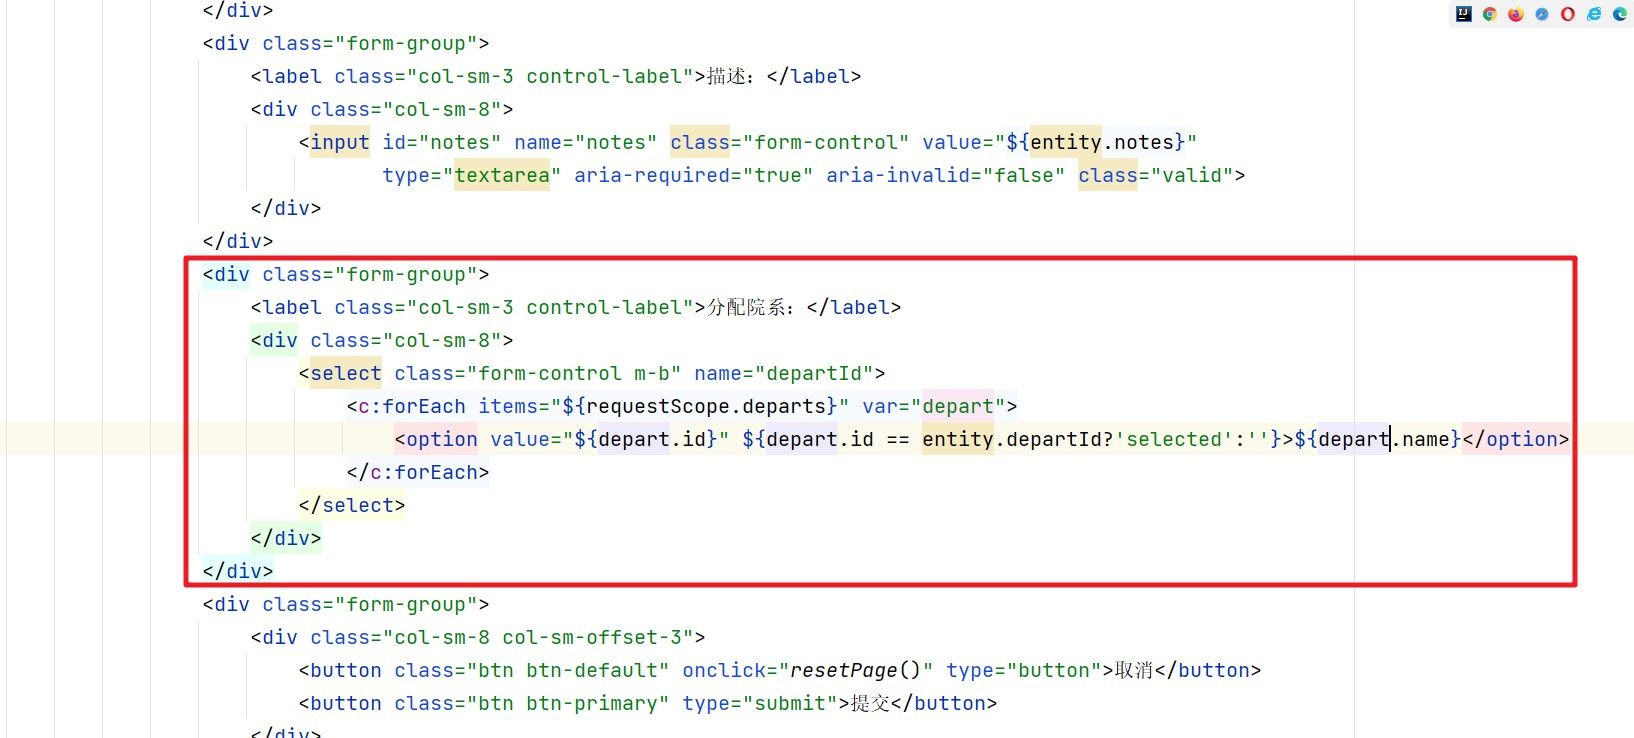 </div>
<div class="form-group">
<label class="col-sm-3 control-label">描述：</label>
<div class="col-sm-8">
<input id="notes" name="notes" class="form-control" value="${entity.notes}"
type="textarea" aria-required="true" aria-invalid="false" class="valid">
</div>
</div>
<div class="form-group">
<label class="col-sm-3 control-label">分配院系：</label>
<div class="col-sm-8">
<select class="form-control m-b" name="departId">
<c:forEach items="${requestScope.departs}" var="depart">
<option value="${depart.id}" ${depart.id == entity.departId?'selected':''}>${depart.name}</option>
</c:forEach>
</select>
</div>
</div>
<div class="form-group">
<div class="col-sm-8 col-sm-offset-3">
<button class="btn btn-default" onclick="resetPage()" type="button">取消</button>
<button class="btn btn-primary" type="submit">提交</button>
</div>